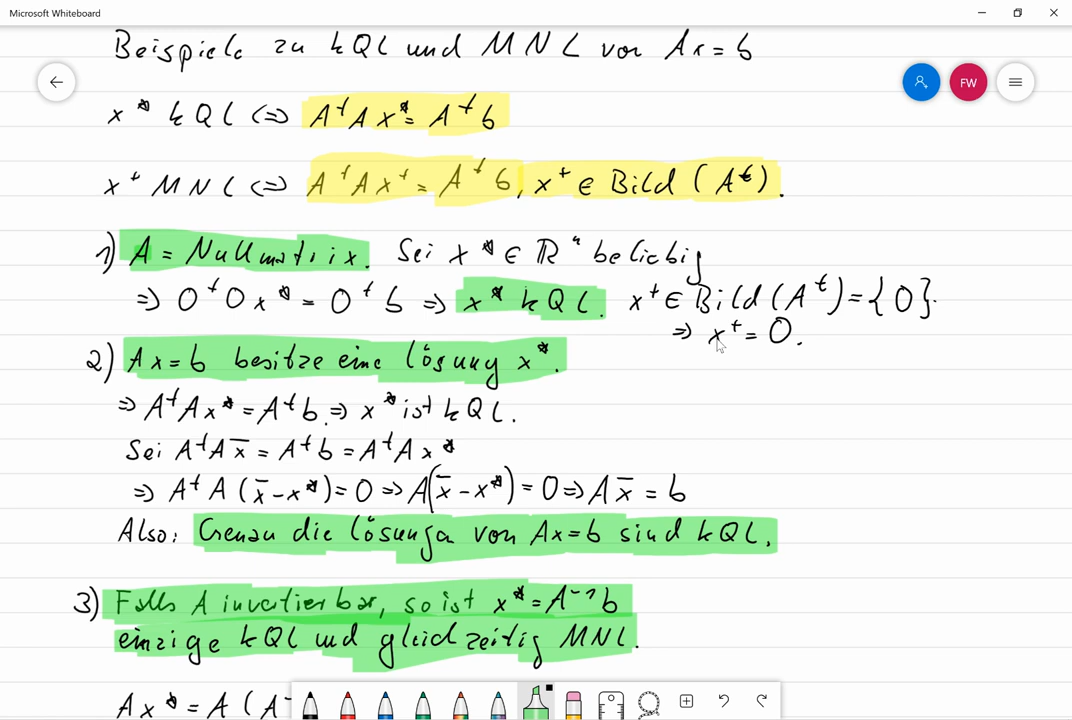 Microsoft Whiteboard
Beispiele zu kQL und MNL von Ax = b
FW
x* kQL ⇔ AᵗAx* = Aᵗb
x⁺ MNL ⇔ AᵗAx⁺ = Aᵗb, x⁺ ∈ Bild(Aᵗ).
1) A = Nullmatrix. Sei x* ∈ ℝⁿ beliebig
⇒ 0ᵗ0x* = 0ᵗb ⇒ x* kQL. x⁺ ∈ Bild(Aᵗ) = {0}.
⇒ x⁺ = 0.
2) Ax = b besitze eine Lösung x*.
⇒ AᵗAx* = Aᵗb. ⇒ x* ist kQL.
Sei AᵗAx̄ = Aᵗb = AᵗAx*
⇒ AᵗA(x̄ - x*) = 0 ⇒ A(x̄ - x*) = 0 ⇒ Ax̄ = b
Also: Genau die Lösungen von Ax = b sind kQL.
3) Falls A invertierbar, so ist x* = A⁻¹b
einzige kQL und gleichzeitig MNL.
Ax* = A(A⁻